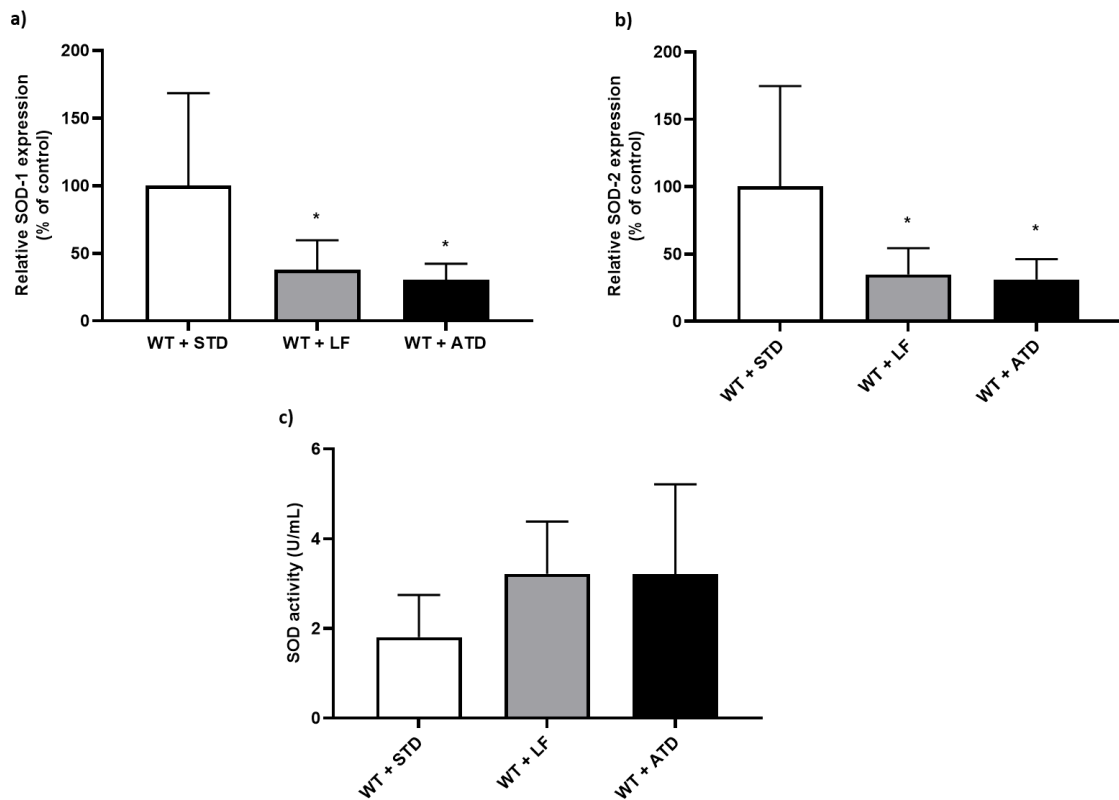 a)
Relative SOD-1 expression
(% of control)
200
150
100
50
0
*
*
WT + STD
WT + LF
WT + ATD
b)
Relative SOD-2 expression
(% of control)
200
150
100
50
0
*
*
WT + STD
WT + LF
WT + ATD
c)
SOD activity (U/mL)
6
4
2
0
WT + STD
WT + LF
WT + ATD